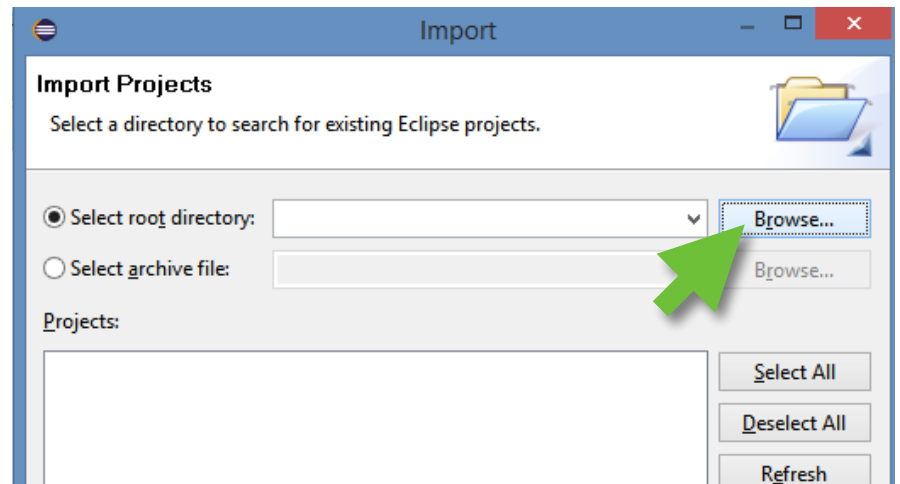 Import
Import Projects
Select a directory to search for existing Eclipse projects.
Select root directory: Browse...
Select archive file: Browse...
Projects:
Select All
Deselect All
Refresh